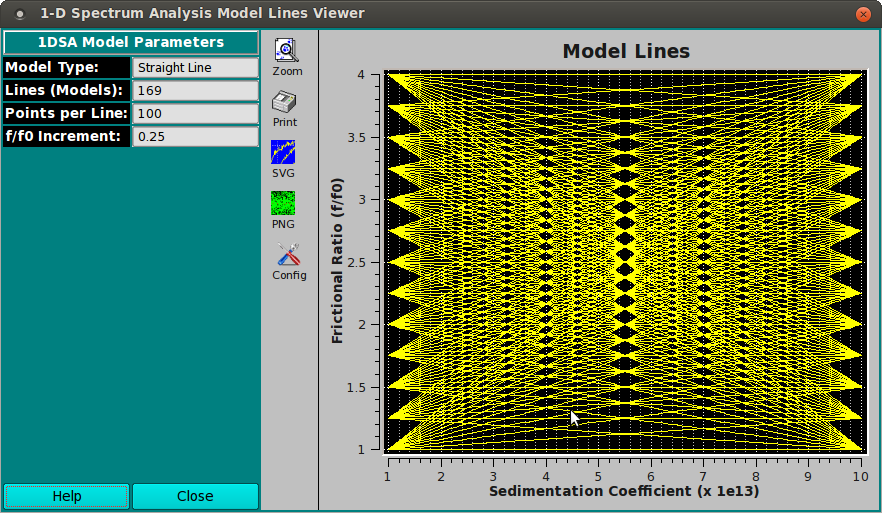 1-D Spectrum Analysis Model Lines Viewer
1DSA Model Parameters
Model Type: Straight Line
Lines (Models): 169
Points per Line: 100
f/f0 Increment: 0.25
Help Close
Zoom
Print
SVG
PNG
Config
Model Lines
Frictional Ratio (f/f0)
4
3.5
3
2.5
2
1.5
1
1 2 3 4 5 6 7 8 9 10
Sedimentation Coefficient (x 1e13)